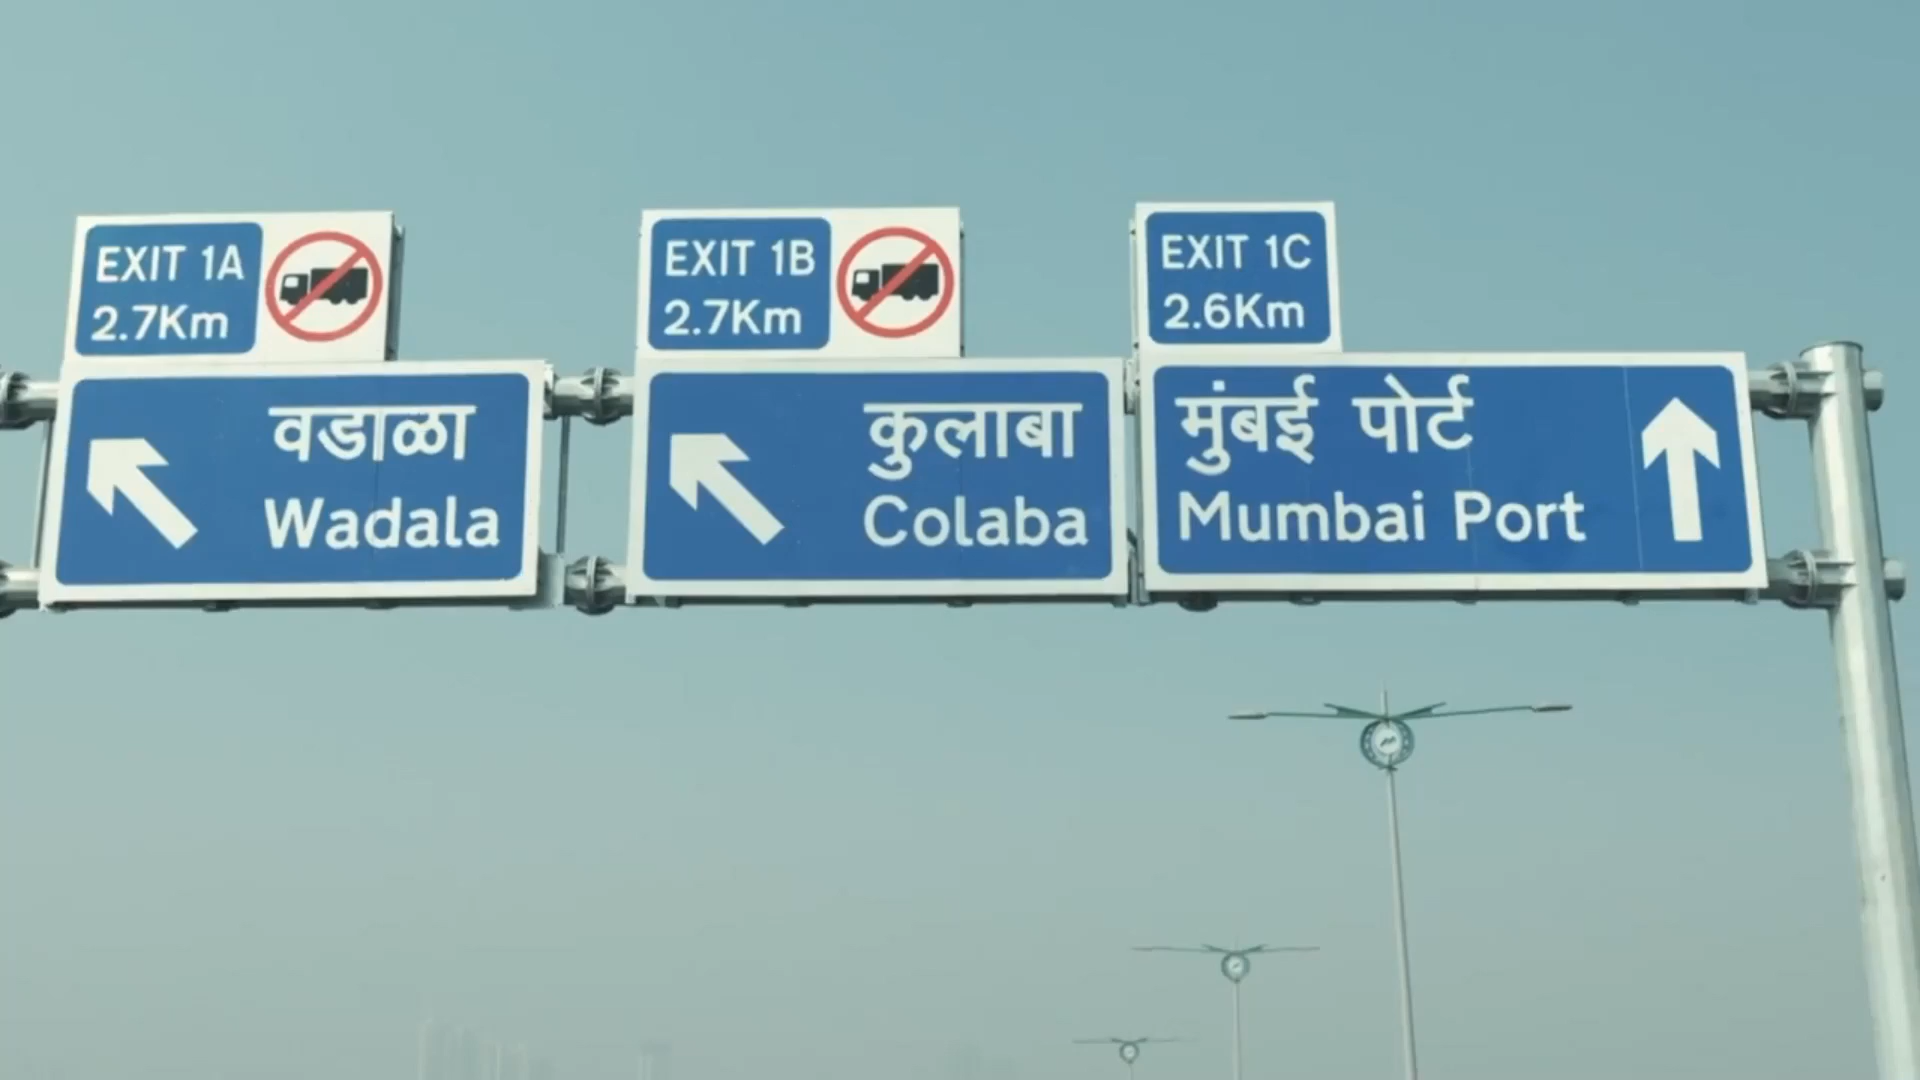 EXIT 1A
2.7Km
वडाळा
Wadala
EXIT 1B
2.7Km
कुलाबा
Colaba
EXIT 1C
2.6Km
मुंबई पोर्ट
Mumbai Port